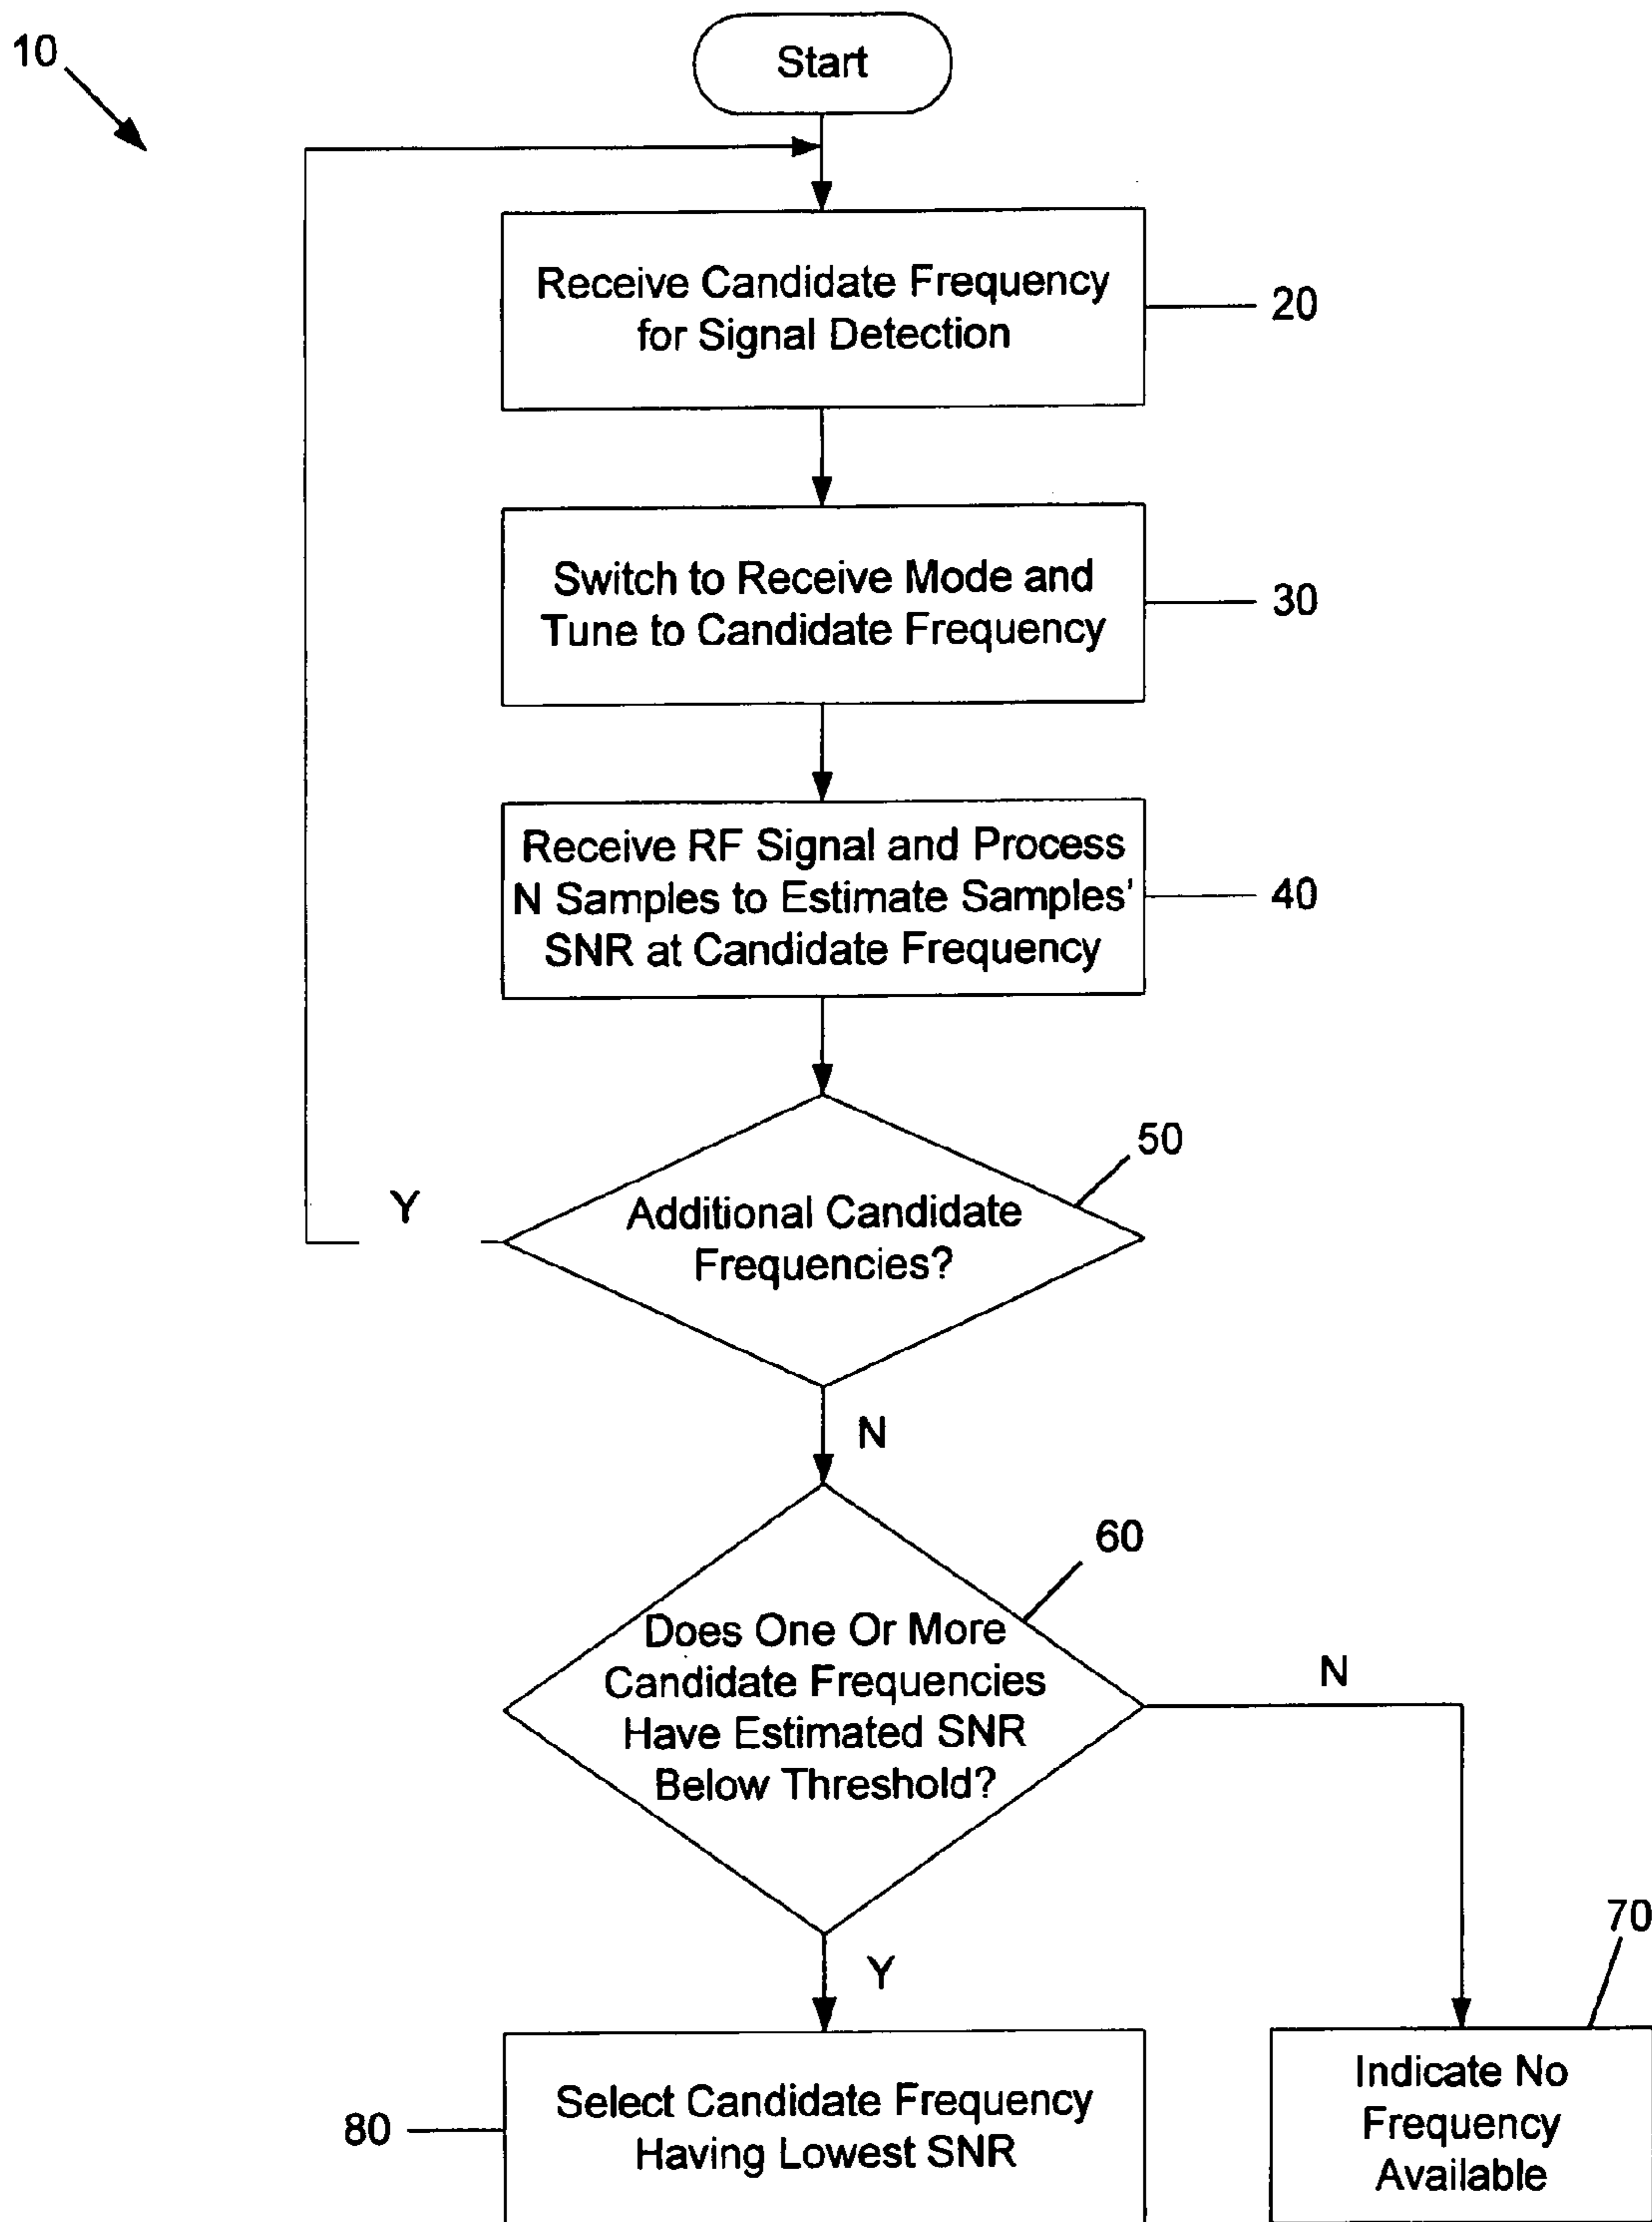 10
Start
Receive Candidate Frequency
for Signal Detection
20
Switch to Receive Mode and
Tune to Candidate Frequency
30
Receive RF Signal and Process
N Samples to Estimate Samples'
SNR at Candidate Frequency
40
50
Y
Additional Candidate
Frequencies?
N
60
Does One Or More
Candidate Frequencies
Have Estimated SNR
Below Threshold?
N
70
Y
80
Select Candidate Frequency
Having Lowest SNR
Indicate No
Frequency
Available